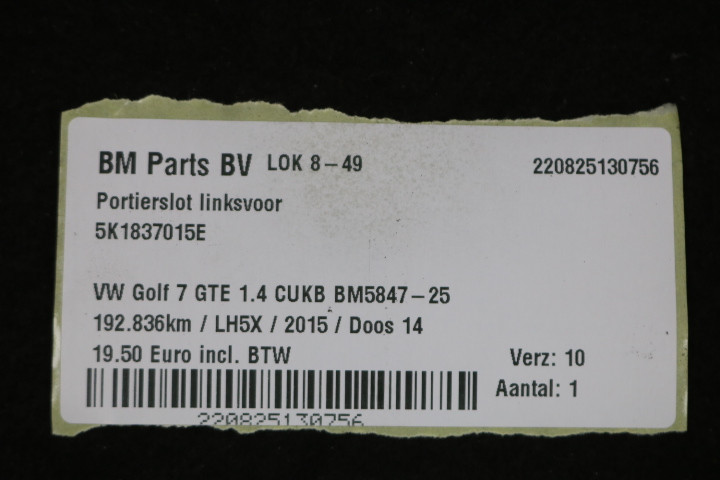 BM Parts BV LOK 8-49 220825130756
Portierslot linksvoor
5K1837015E
VW Golf 7 GTE 1.4 CUKB BM5847-25
192.836km / LH5X / 2015 / Doos 14
19.50 Euro incl. BTW Verz: 10
Aantal: 1
220825130756